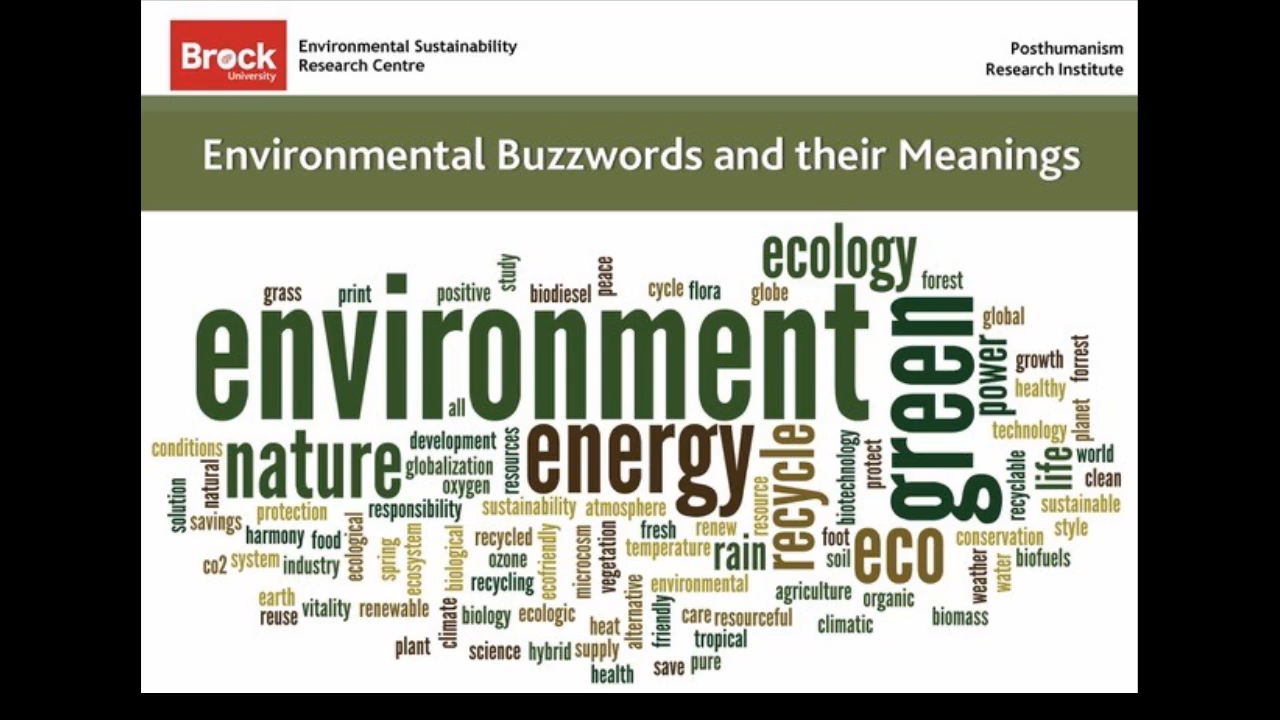 Brock
University
Environmental Sustainability
Research Centre
Posthumanism
Research Institute
Environmental Buzzwords and their Meanings
ecology
forest
study
peace
grass
print
positive
biodiesel
cycle
flora
globe
environment
green
global
power
growth
forrest
healthy
all
planet
technology
conditions
natural
nature
development
globalization
oxygen
resources
energy
recycle
biotechnology
protect
recyclable
life
world
clean
solution
savings
protection
responsibility
sustainability
atmosphere
resource
sustainable
style
harmony
food
ecological
spring
ecosystem
biological
recycled
ozone
recycling
ecofriendly
microcosm
vegetation
fresh
renew
temperature
rain
foot
soil
eco
conservation
weather
water
biofuels
co2
system
industry
environmental
agriculture
organic
earth
reuse
vitality
renewable
climate
biology
ecologic
heat
alternative
friendly
care
resourceful
climatic
biomass
plant
science
hybrid
supply
tropical
health
save
pure